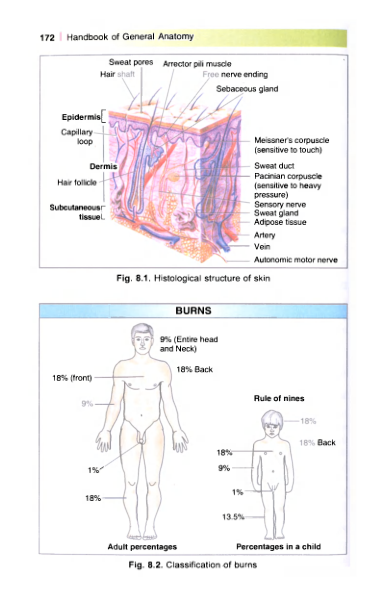 172 | Handbook of General Anatomy
Sweat pores
Arrector pili muscle
Hair shaft
Free nerve ending
Sebaceous gland
Epidermis
Capillary
loop
Meissner's corpuscle
(sensitive to touch)
Dermis
Sweat duct
Pacinian corpuscle
(sensitive to heavy
pressure)
Hair follicle
Sensory nerve
Subcutaneous
tissue
Sweat gland
Adipose tissue
Artery
Vein
Autonomic motor nerve
Fig. 8.1. Histological structure of skin
BURNS
9% (Entire head
and Neck)
18% Back
18% (front)
9%
1%
18%
Adult percentages
Rule of nines
18%
18% Back
18%
9%
1%
13.5%
Percentages in a child
Fig. 8.2. Classification of burns